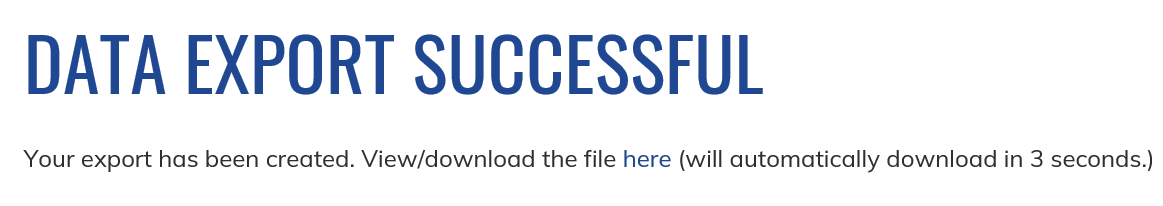 DATA EXPORT SUCCESSFUL
Your export has been created. View/download the file here (will automatically download in 3 seconds.)